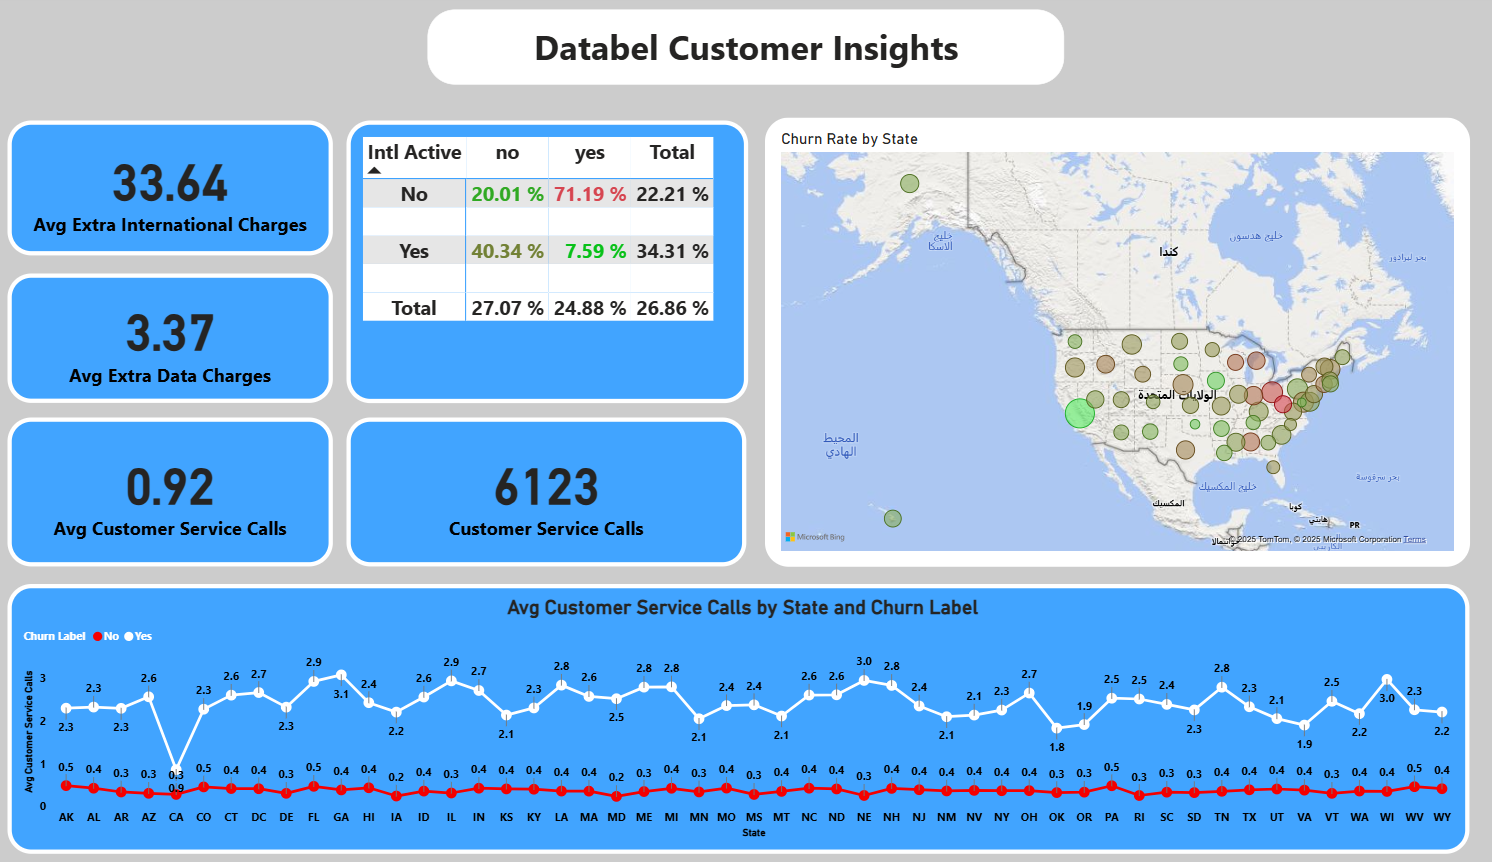 Databel Customer Insights
33.64
Avg Extra International Charges
3.37
Avg Extra Data Charges
0.92
Avg Customer Service Calls
Intl Active no yes Total
No 20.01 % 71.19 % 22.21 %
Yes 40.34 % 7.59 % 34.31 %
Total 27.07 % 24.88 % 26.86 %
6123
Customer Service Calls
Churn Rate by State
خليج
الاسكا
كندا
خليج هدسون
بحر لبرادور
الولايات المتحدة
المحيط
الهادي
خليج المكسيك
بحر سرقوسة
المكسيك
كوبا
هايتي
PR
جواتيمالا
الكاريبي
Microsoft Bing
© 2025 TomTom, © 2025 Microsoft Corporation Terms
Avg Customer Service Calls by State and Churn Label
Churn Label No Yes
Avg Customer Service Calls
3
2
1
0
2.3 2.3 2.3 2.6 0.9 2.3 2.6 2.7 2.3 2.9 3.1 2.4 2.2 2.6 2.9 2.7 2.1 2.3 2.8 2.6 2.5 2.8 2.8 2.1 2.4 2.4 2.1 2.6 2.6 3.0 2.8 2.4 2.1 2.1 2.3 2.7 1.8 1.9 2.5 2.5 2.4 2.3 2.8 2.3 2.1 1.9 2.5 2.2 3.0 2.3 2.2
0.5 0.4 0.3 0.3 0.3 0.5 0.4 0.4 0.3 0.5 0.4 0.4 0.2 0.4 0.3 0.4 0.4 0.4 0.4 0.4 0.2 0.3 0.4 0.3 0.4 0.3 0.4 0.4 0.4 0.3 0.4 0.4 0.4 0.4 0.4 0.4 0.3 0.3 0.5 0.3 0.3 0.3 0.4 0.4 0.4 0.4 0.3 0.4 0.4 0.5 0.4
AK AL AR AZ CA CO CT DC DE FL GA HI IA ID IL IN KS KY LA MA MD ME MI MN MO MS MT NC ND NE NH NJ NM NV NY OH OK OR PA RI SC SD TN TX UT VA VT WA WI WV WY
State